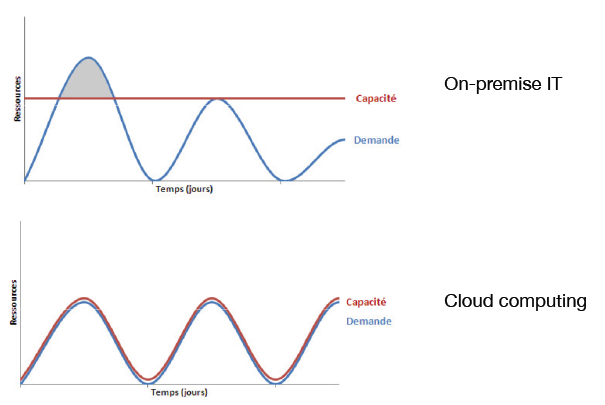 Ressources
Capacité
Demande
Temps (jours)
On-premise IT
Ressources
Capacité
Demande
Temps (jours)
Cloud computing